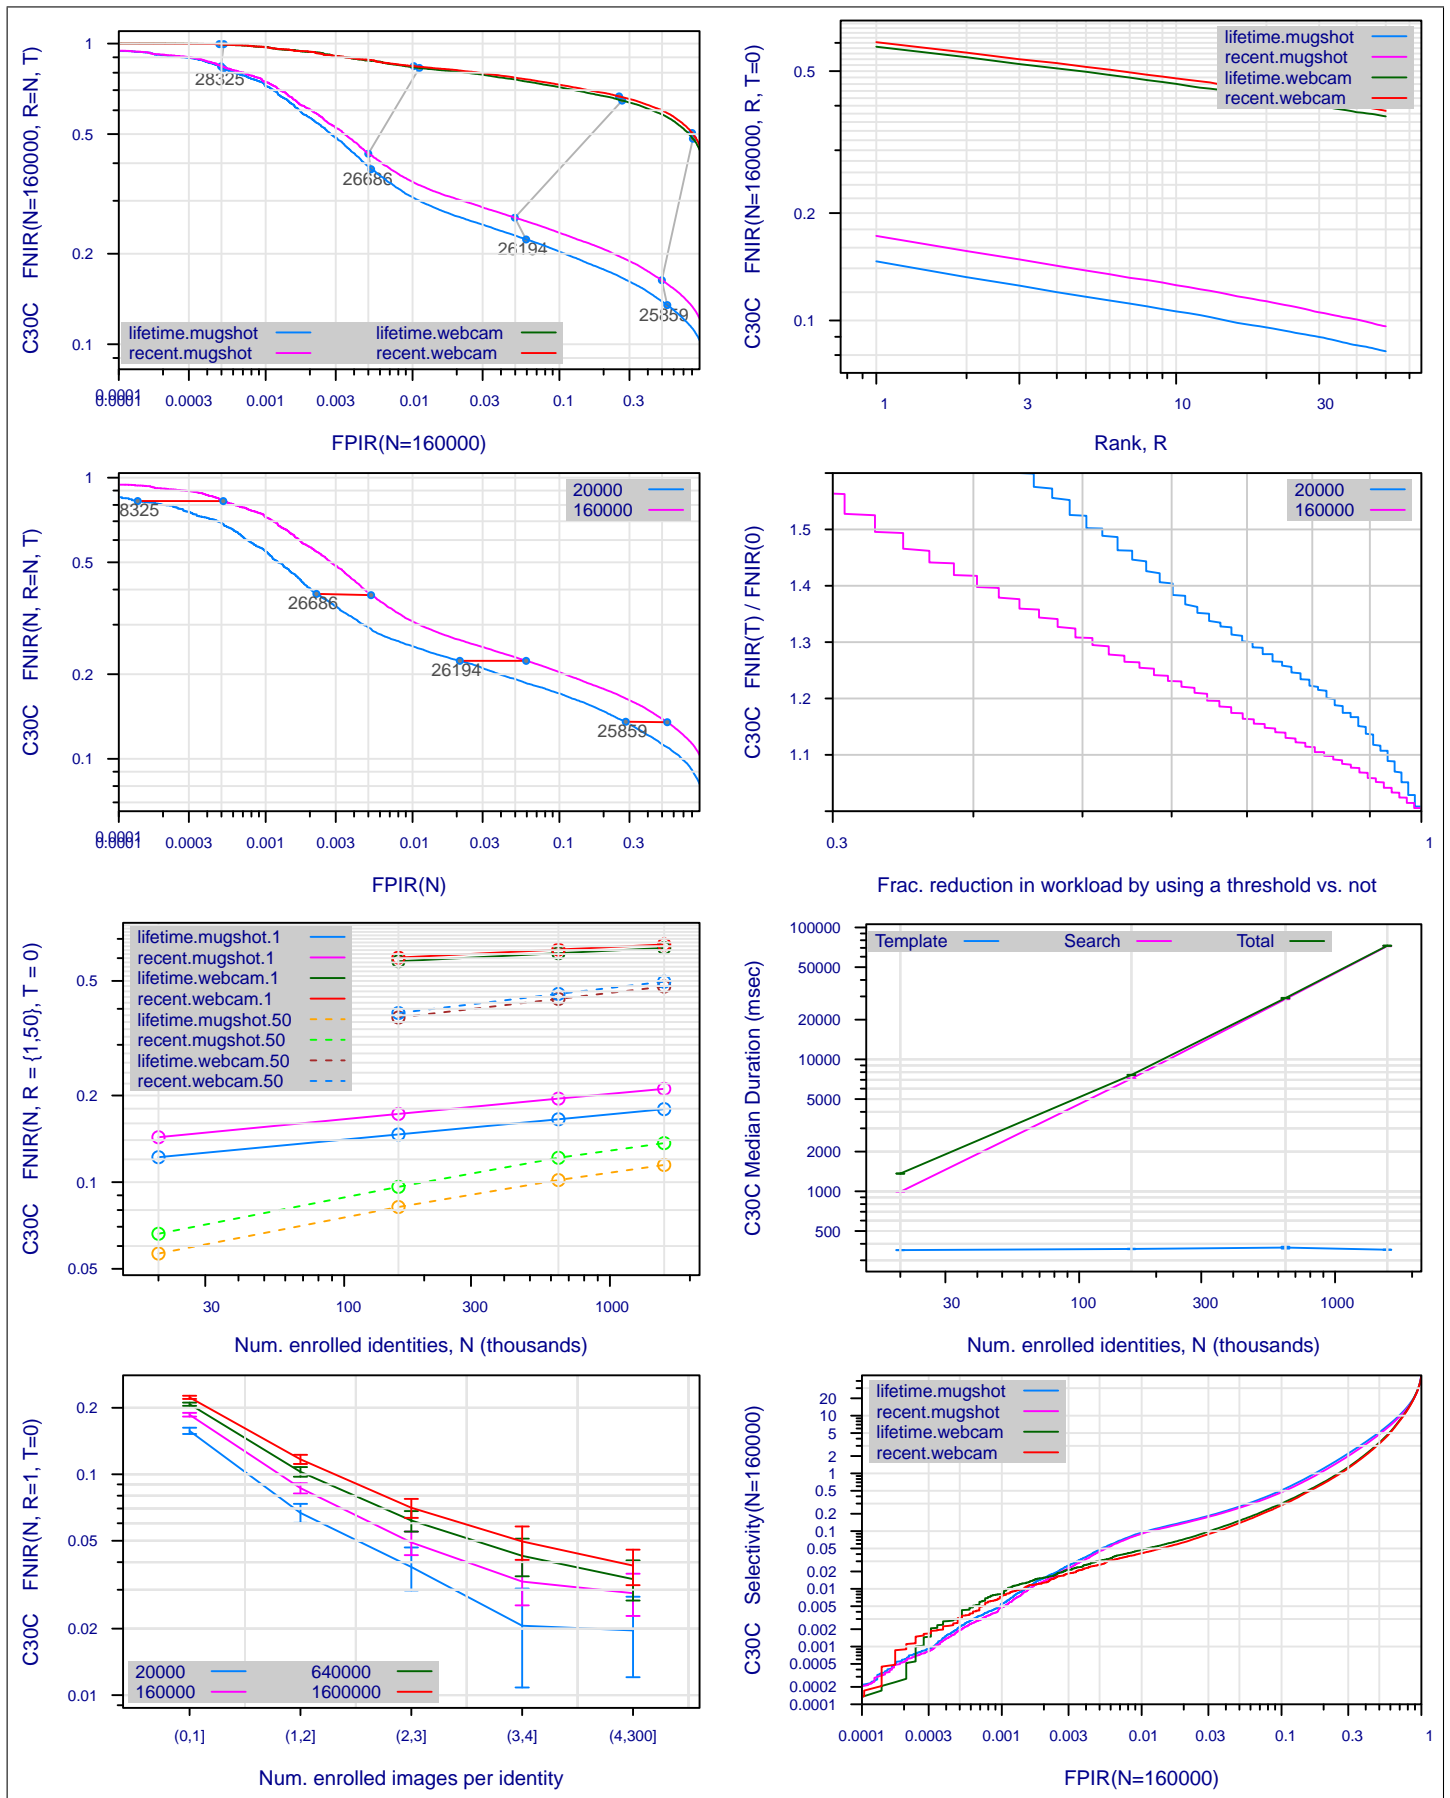 C30C FNIR(N=160000, R=N, T)
1
0.5
0.2
0.1
28325
26686
26194
25859
lifetime.mugshot
recent.mugshot
lifetime.webcam
recent.webcam
0.0001
0.0001 0.0003 0.001 0.003 0.01 0.03 0.1 0.3
FPIR(N=160000)
C30C FNIR(N=160000, R, T=0)
0.5
0.2
0.1
lifetime.mugshot
recent.mugshot
lifetime.webcam
recent.webcam
1 3 10 30
Rank, R
C30C FNIR(N, R=N, T)
1
0.5
0.2
0.1
20000
160000
8325
26686
26194
25859
0.0001
0.0001 0.0003 0.001 0.003 0.01 0.03 0.1 0.3
FPIR(N)
C30C FNIR(T) / FNIR(0)
1.5
1.4
1.3
1.2
1.1
20000
160000
0.3 1
Frac. reduction in workload by using a threshold vs. not
C30C FNIR(N, R = {1,50}, T = 0)
0.5
0.2
0.1
0.05
lifetime.mugshot.1
recent.mugshot.1
lifetime.webcam.1
recent.webcam.1
lifetime.mugshot.50
recent.mugshot.50
lifetime.webcam.50
recent.webcam.50
30 100 1000
Num. enrolled identities, N (thousands)
C30C Median Duration (msec)
100000
50000
20000
10000
5000
2000
1000
500
Template Search Total
30 100 1000
Num. enrolled identities, N (thousands)
C30C FNIR(N, R=1, T=0)
0.2
0.1
0.05
0.02
0.01
20000
160000
640000
1600000
(0,1] (1,2] (2,3] (3,4] (4,300]
Num. enrolled images per identity
C30C Selectivity(N=160000)
20
10
5
2
1
0.5
0.2
0.1
0.05
0.02
0.01
0.005
0.002
0.001
0.0005
0.0002
0.0001
lifetime.mugshot
recent.mugshot
lifetime.webcam
recent.webcam
0.0001 0.0003 0.001 0.003 0.01 0.03 0.1 0.3 1
FPIR(N=160000)